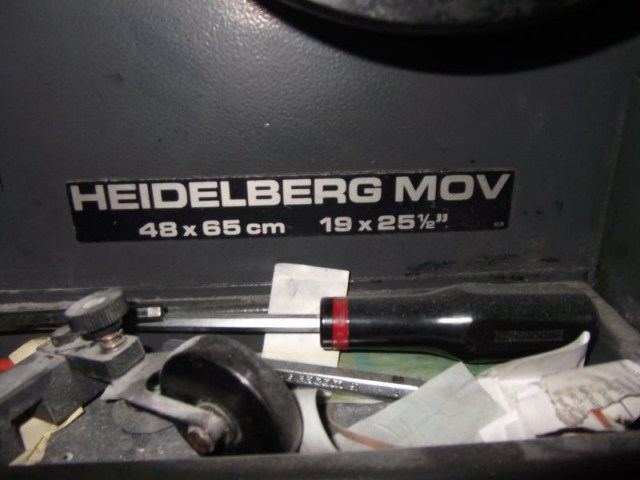 HEIDELBERG MOV
48 x 65 cm 19 x 25½"